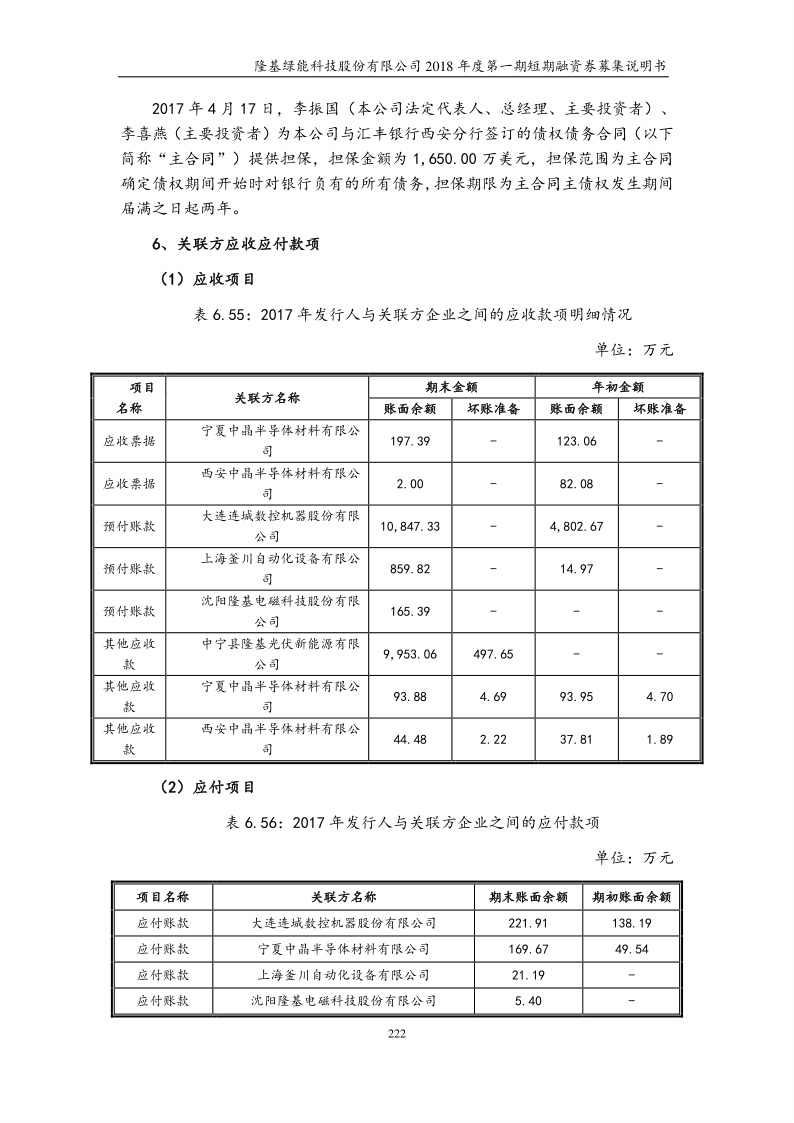 隆基绿能科技股份有限公司 2018 年度第一期短期融资券募集说明书
2017 年 4 月 17 日，李振国（本公司法定代表人、总经理、主要投资者）、
李喜燕（主要投资者）为本公司与汇丰银行西安分行签订的债权债务合同（以下
简称“主合同”）提供担保，担保金额为 1,650.00 万美元，担保范围为主合同
确定债权期间开始时对银行负有的所有债务，担保期限为主合同主债权发生期间
届满之日起两年。
6、关联方应收应付款项
（1）应收项目
表 6.55：2017 年发行人与关联方企业之间的应收款项明细情况
单位：万元
项目
名称
关联方名称
期末金额 年初金额
账面余额 坏账准备 账面余额 坏账准备
应收票据 宁夏中晶半导体材料有限公
司 197.39 - 123.06 -
应收票据 西安中晶半导体材料有限公
司 2.00 - 82.08 -
预付账款 大连连城数控机器股份有限
公司 10,847.33 - 4,802.67 -
预付账款 上海釜川自动化设备有限公
司 859.82 - 14.97 -
预付账款 沈阳隆基电磁科技股份有限
公司 165.39 - - -
其他应收 中宁县隆基光伏新能源有限
款 公司 9,953.06 497.65 - -
其他应收 宁夏中晶半导体材料有限公
款 司 93.88 4.69 93.95 4.70
其他应收 西安中晶半导体材料有限公
款 司 44.48 2.22 37.81 1.89
（2）应付项目
表 6.56：2017 年发行人与关联方企业之间的应付款项
单位：万元
项目名称 关联方名称 期末账面余额 期初账面余额
应付账款 大连连城数控机器股份有限公司 221.91 138.19
应付账款 宁夏中晶半导体材料有限公司 169.67 49.54
应付账款 上海釜川自动化设备有限公司 21.19 -
应付账款 沈阳隆基电磁科技股份有限公司 5.40 -
222